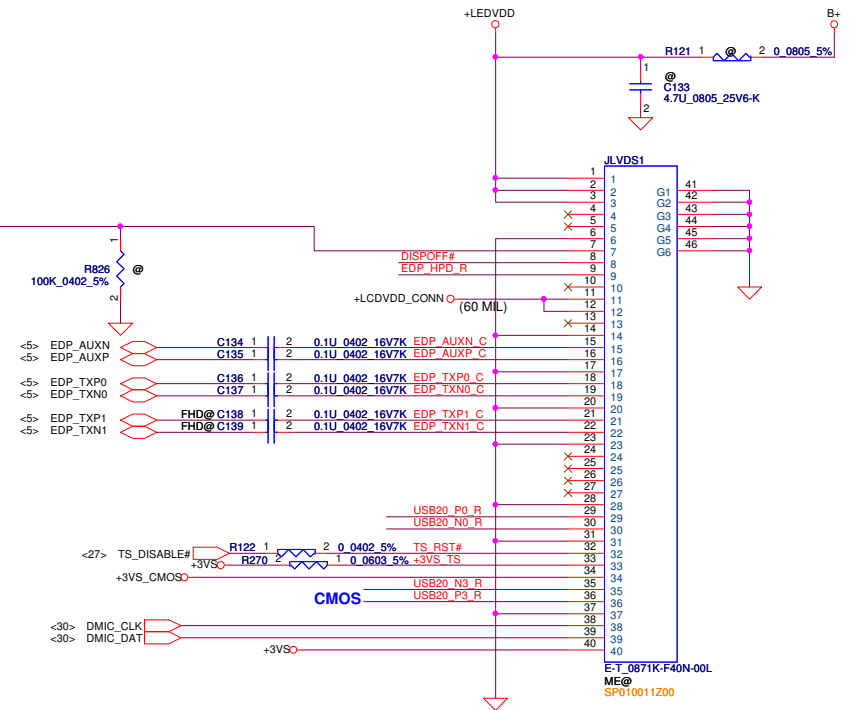 +LEDVDD
B+
R121 1 @ 2 0_0805_5%
1
@
C133
4.7U_0805_25V6-K
2
JLVDS1
1 1
2 2
3 3
4 4
5 5
6 6
7 7
DISPOFF# 8 8
EDP_HPD_R 9 9
10 10
+LCDVDD_CONN (60 MIL) 11 11
12 12
13 13
14 14
<5> EDP_AUXN C134 1 2 0.1U_0402_16V7K EDP_AUXN_C 15 15
<5> EDP_AUXP C135 1 2 0.1U_0402_16V7K EDP_AUXP_C 16 16
17 17
<5> EDP_TXP0 C136 1 2 0.1U_0402_16V7K EDP_TXP0_C 18 18
<5> EDP_TXN0 C137 1 2 0.1U_0402_16V7K EDP_TXN0_C 19 19
20 20
<5> EDP_TXP1 FHD@ C138 1 2 0.1U_0402_16V7K EDP_TXP1_C 21 21
<5> EDP_TXN1 FHD@ C139 1 2 0.1U_0402_16V7K EDP_TXN1_C 22 22
23 23
24 24
25 25
26 26
27 27
28 28
USB20_P0_R 29 29
USB20_N0_R 30 30
31 31
<27> TS_DISABLE# R122 1 2 0_0402_5% TS_RST# 32 32
+3VS R270 2 1 0_0603_5% +3VS_TS 33 33
+3VS_CMOS 34 34
USB20_N3_R 35 35
CMOS USB20_P3_R 36 36
37 37
<30> DMIC_CLK 38 38
<30> DMIC_DAT 39 39
+3VS 40 40
G1 41
G2 42
G3 43
G4 44
G5 45
G6 46
1
R826 @
100K_0402_5%
2
E-T_0871K-F40N-00L
ME@
SP010011Z00